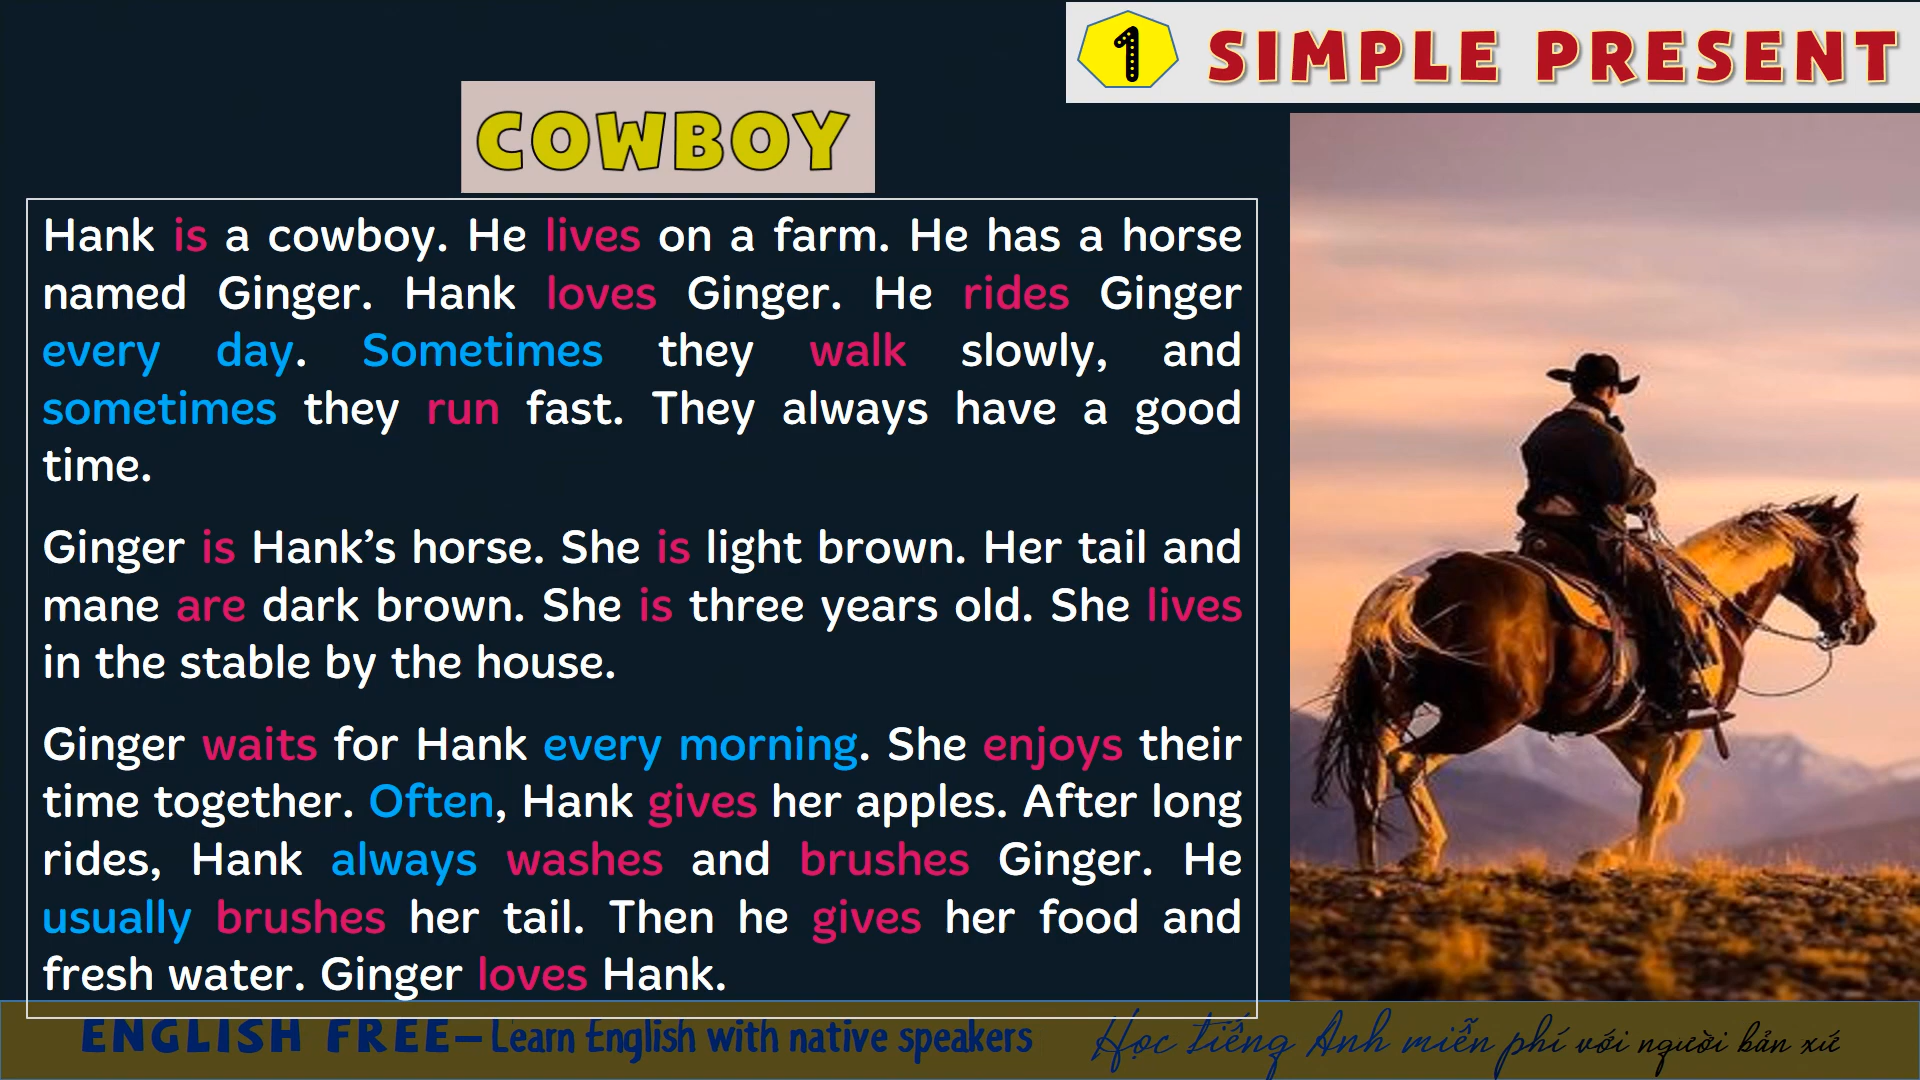 1 SIMPLE PRESENT
COWBOY
Hank is a cowboy. He lives on a farm. He has a horse
named Ginger. Hank loves Ginger. He rides Ginger
every day. Sometimes they walk slowly, and
sometimes they run fast. They always have a good
time.
Ginger is Hank’s horse. She is light brown. Her tail and
mane are dark brown. She is three years old. She lives
in the stable by the house.
Ginger waits for Hank every morning. She enjoys their
time together. Often, Hank gives her apples. After long
rides, Hank always washes and brushes Ginger. He
usually brushes her tail. Then he gives her food and
fresh water. Ginger loves Hank.
ENGLISH FREE– Learn English with native speakers Học tiếng Anh miễn phí với người bản xứ